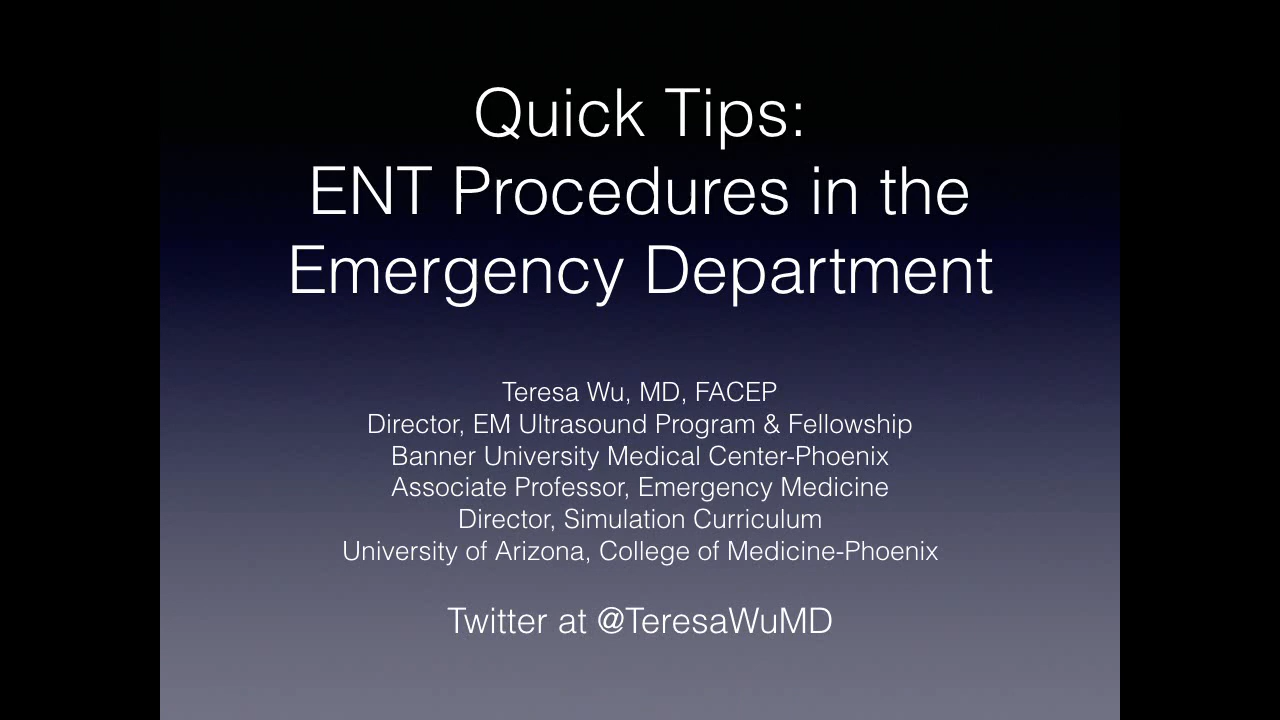 Quick Tips:
ENT Procedures in the
Emergency Department
Teresa Wu, MD, FACEP
Director, EM Ultrasound Program & Fellowship
Banner University Medical Center-Phoenix
Associate Professor, Emergency Medicine
Director, Simulation Curriculum
University of Arizona, College of Medicine-Phoenix
Twitter at @TeresaWuMD